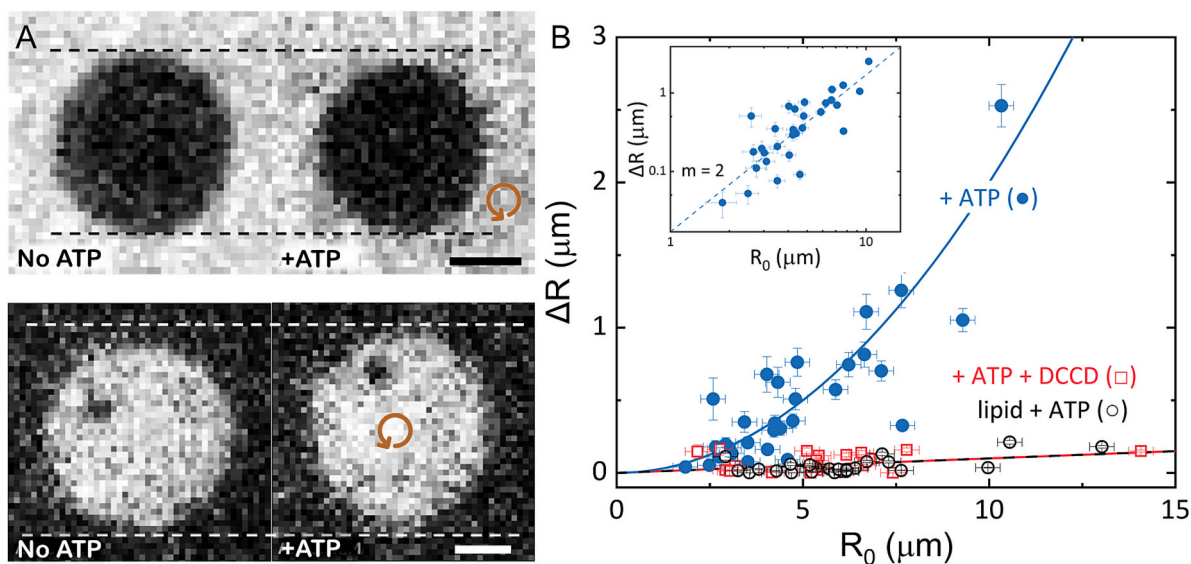 A
No ATP
+ATP
No ATP
+ATP
B
ΔR (μm)
3
2
1
0
0
5
10
15
R₀ (μm)
+ ATP (●)
+ ATP + DCCD (□)
lipid + ATP (○)
ΔR (μm)
1
0.1
m = 2
1
10
R₀ (μm)